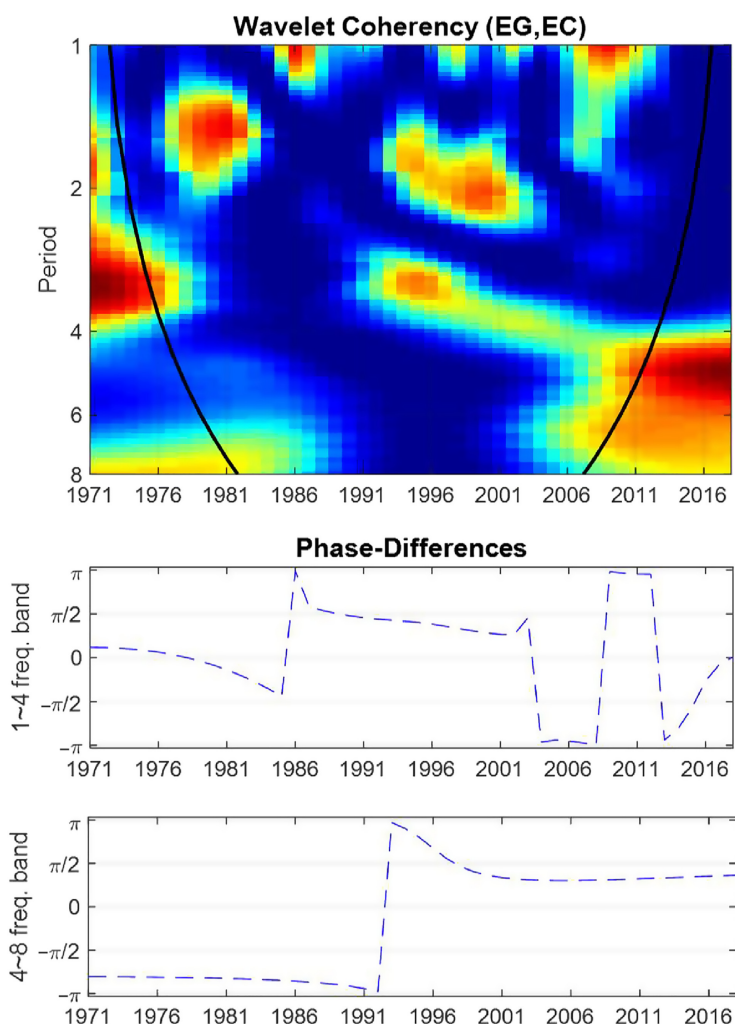 Wavelet Coherency (EG,EC)
1
2
4
6
8
Period
1971 1976 1981 1986 1991 1996 2001 2006 2011 2016
Phase-Differences
π
π/2
0
−π/2
−π
1~4 freq. band
1971 1976 1981 1986 1991 1996 2001 2006 2011 2016
π
π/2
0
−π/2
−π
4~8 freq. band
1971 1976 1981 1986 1991 1996 2001 2006 2011 2016